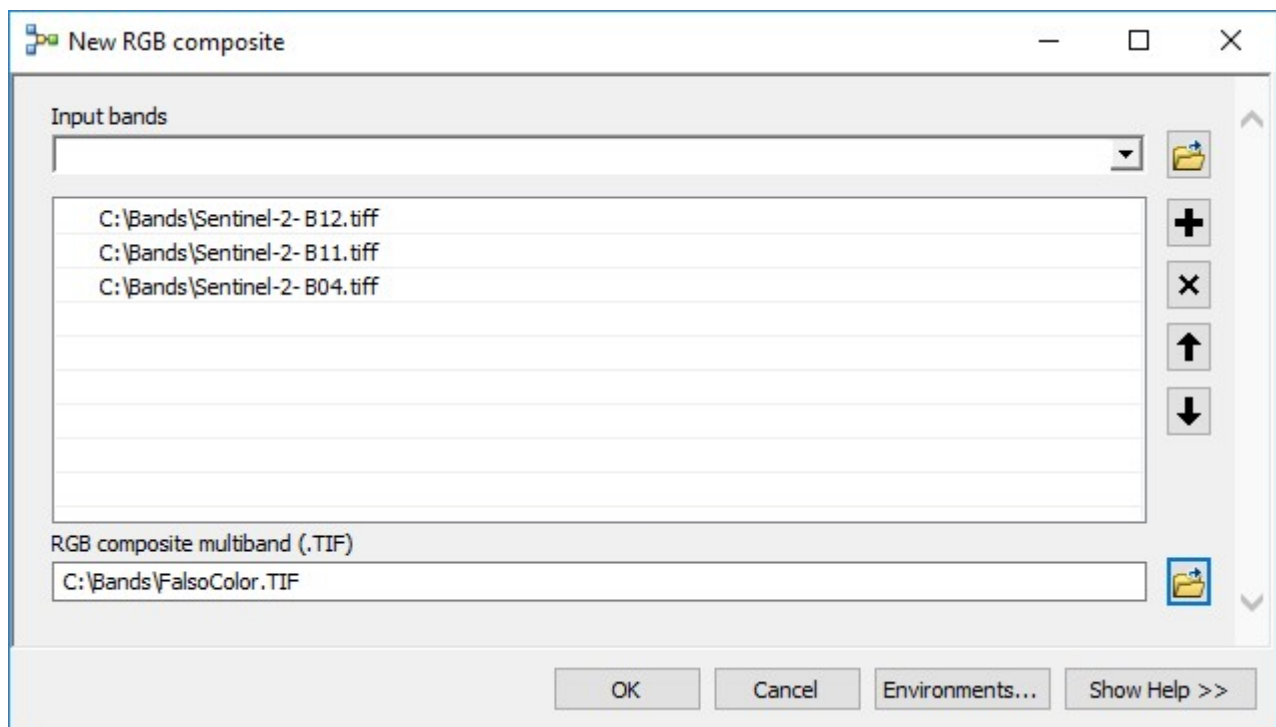 New RGB composite
Input bands
C:\Bands\Sentinel-2- B12.tiff
C:\Bands\Sentinel-2- B11.tiff
C:\Bands\Sentinel-2- B04.tiff
RGB composite multiband (.TIF)
C:\Bands\FalsoColor.TIF
OK Cancel Environments... Show Help >>